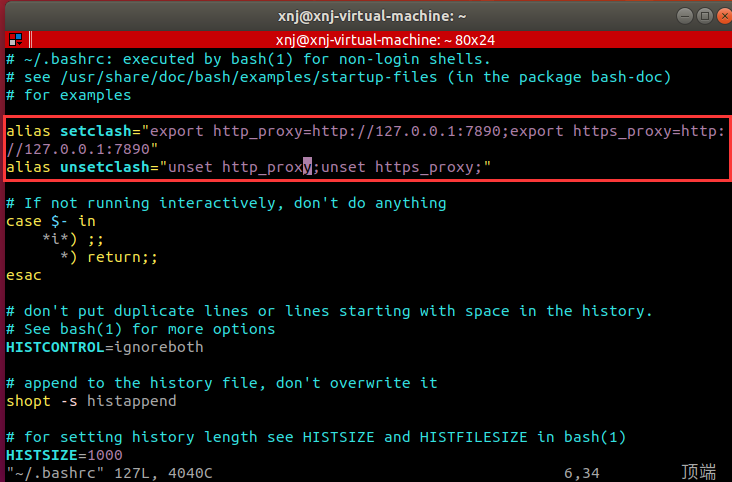 xnj@xnj-virtual-machine: ~
xnj@xnj-virtual-machine: ~ 80x24
# ~/.bashrc: executed by bash(1) for non-login shells.
# see /usr/share/doc/bash/examples/startup-files (in the package bash-doc)
# for examples
alias setclash="export http_proxy=http://127.0.0.1:7890;export https_proxy=http:
//127.0.0.1:7890"
alias unsetclash="unset http_proxy;unset https_proxy;"
# If not running interactively, don't do anything
case $- in
    *i*) ;;
      *) return;;
esac
# don't put duplicate lines or lines starting with space in the history.
# See bash(1) for more options
HISTCONTROL=ignoreboth
# append to the history file, don't overwrite it
shopt -s histappend
# for setting history length see HISTSIZE and HISTFILESIZE in bash(1)
HISTSIZE=1000
"~/.bashrc" 127L, 4040C 6,34 顶端